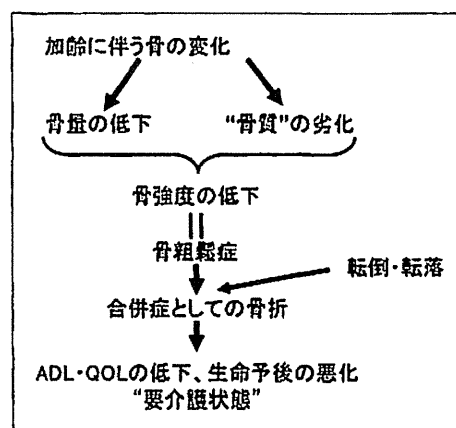 加齢に伴う骨の変化
骨量の低下 “骨質”の劣化
骨強度の低下
骨粗鬆症
転倒・転落
合併症としての骨折
ADL・QOLの低下、生命予後の悪化
“要介護状態”